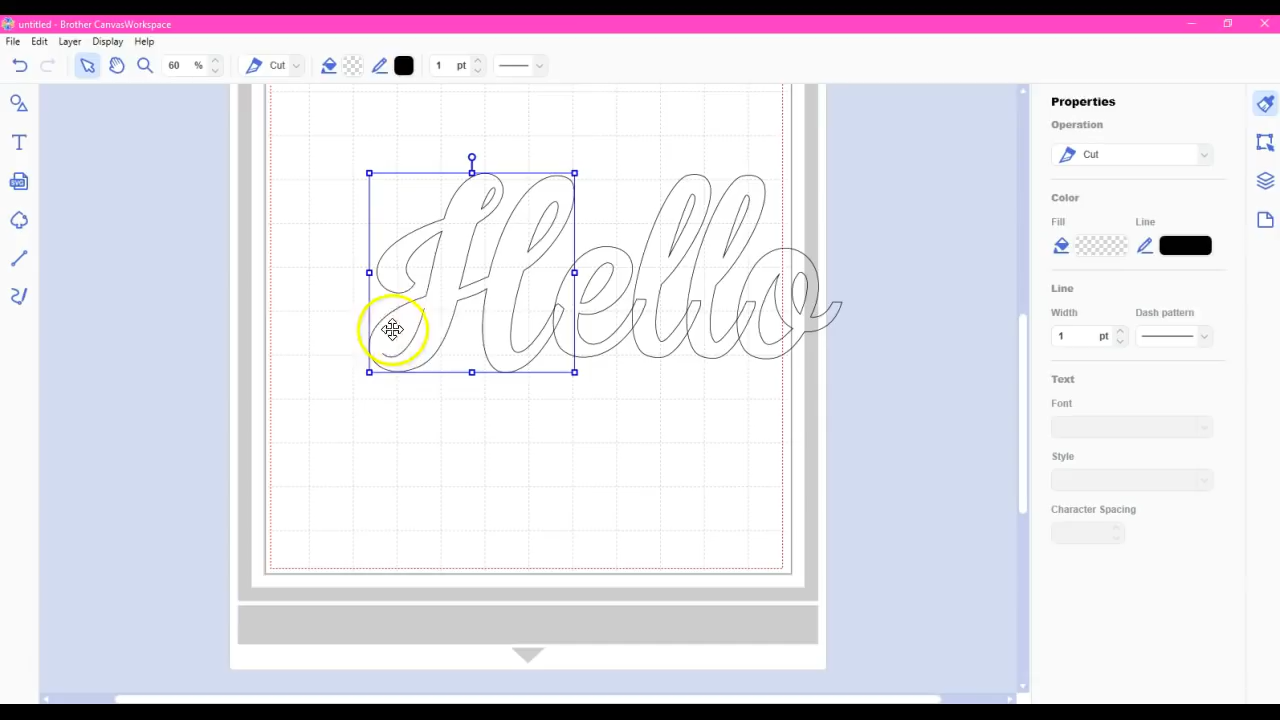 untitled - Brother CanvasWorkspace
File Edit Layer Display Help
60 % Cut 1 pt
Properties
Operation
Cut
Color
Fill Line
Line
Width Dash pattern
1 pt
Text
Font
Style
Character Spacing
SVG
Hello